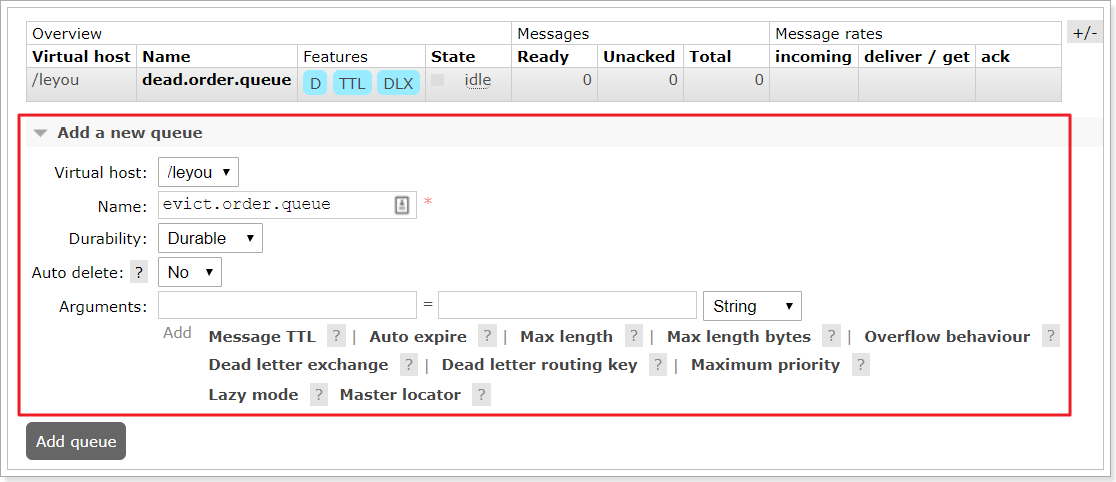 Overview Messages Message rates +/-
Virtual host Name Features State Ready Unacked Total incoming deliver / get ack
/leyou dead.order.queue D TTL DLX idle 0 0 0
Add a new queue
Virtual host: /leyou
Name: evict.order.queue *
Durability: Durable
Auto delete: ? No
Arguments: = String
Add Message TTL ? | Auto expire ? | Max length ? | Max length bytes ? | Overflow behaviour ?
Dead letter exchange ? | Dead letter routing key ? | Maximum priority ?
Lazy mode ? Master locator ?
Add queue